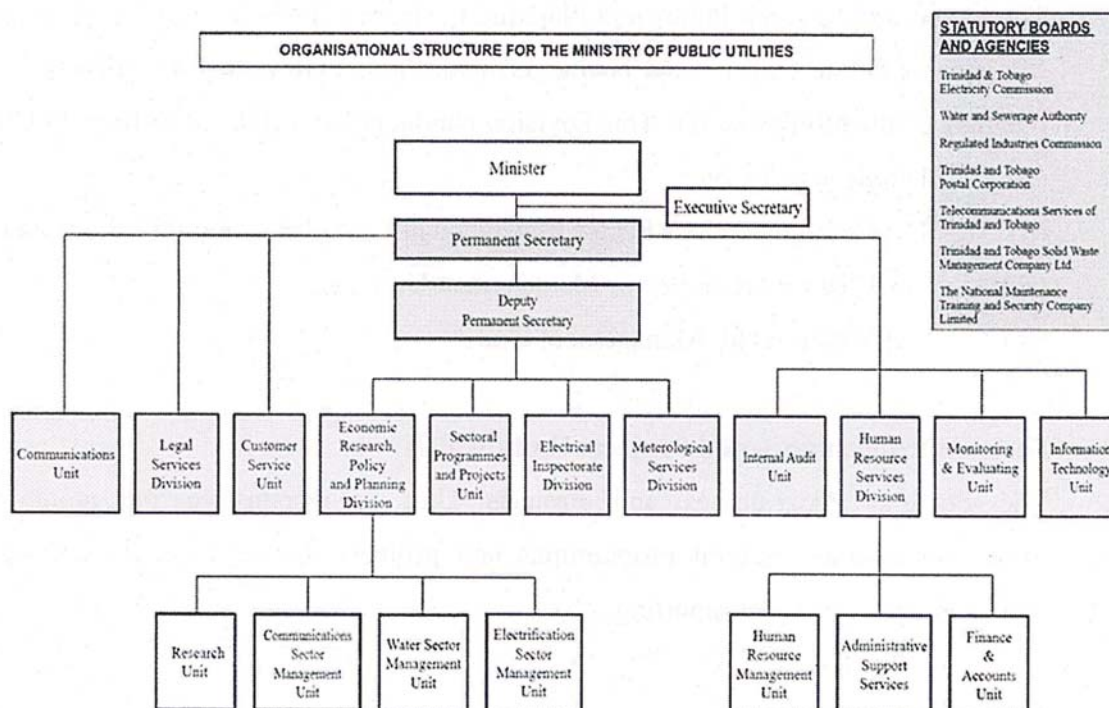 ORGANISATIONAL STRUCTURE FOR THE MINISTRY OF PUBLIC UTILITIES
STATUTORY BOARDS
AND AGENCIES
Trinidad & Tobago
Electricity Commission
Water and Sewerage Authority
Regulated Industries Commission
Trinidad and Tobago
Postal Corporation
Telecommunications Services of
Trinidad and Tobago
Trinidad and Tobago Solid Waste
Management Company Ltd.
The National Maintenance
Training and Security Company
Limited
Minister
Executive Secretary
Permanent Secretary
Deputy
Permanent Secretary
Communications
Unit
Legal
Services
Division
Customer
Service
Unit
Economic
Research,
Policy
and Planning
Division
Sectoral
Programmes
and Projects
Unit
Electrical
Inspectorate
Division
Meterological
Services
Division
Internal Audit
Unit
Human
Resource
Services
Division
Monitoring
& Evaluating
Unit
Information
Technology
Unit
Research
Unit
Communications
Sector
Management
Unit
Water Sector
Management
Unit
Electrification
Sector
Management
Unit
Human
Resource
Management
Unit
Administrative
Support
Services
Finance
&
Accounts
Unit